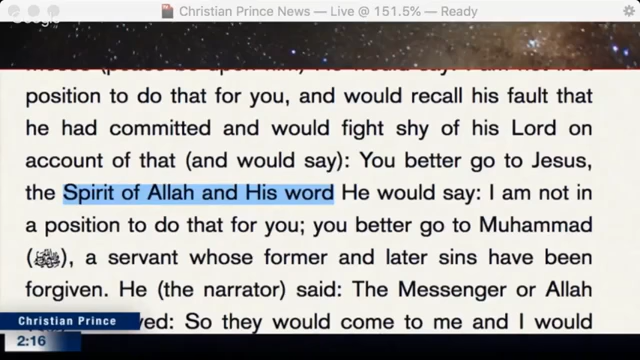 Christian Prince News — Live @ 151.5% — Ready
Google
position to do that for you, and would recall his fault that
he had committed and would fight shy of his Lord on
account of that (and would say): You better go to Jesus,
the Spirit of Allah and His word He would say: I am not in
a position to do that for you; you better go to Muhammad
(ﷺ), a servant whose former and later sins have been
forgiven. He (the narrator) said: The Messenger or Allah
Christian Prince
2:16
ved: So they would come to me and I would